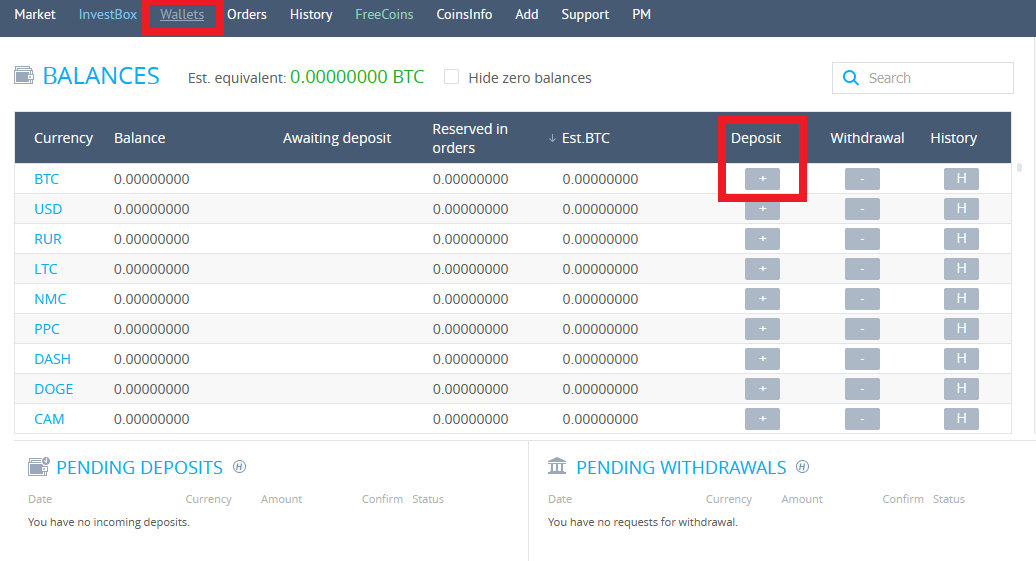 Market InvestBox Wallets Orders History FreeCoins CoinsInfo Add Support PM
BALANCES Est. equivalent: 0.00000000 BTC Hide zero balances Search
Currency Balance Awaiting deposit Reserved in orders ↓ Est.BTC Deposit Withdrawal History
BTC 0.00000000 0.00000000 0.00000000 + - H
USD 0.00000000 0.00000000 0.00000000 + - H
RUR 0.00000000 0.00000000 0.00000000 + - H
LTC 0.00000000 0.00000000 0.00000000 + - H
NMC 0.00000000 0.00000000 0.00000000 + - H
PPC 0.00000000 0.00000000 0.00000000 + - H
DASH 0.00000000 0.00000000 0.00000000 + - H
DOGE 0.00000000 0.00000000 0.00000000 + - H
CAM 0.00000000 0.00000000 0.00000000 + - H
PENDING DEPOSITS H
Date Currency Amount Confirm Status
You have no incoming deposits.
PENDING WITHDRAWALS H
Date Currency Amount Confirm Status
You have no requests for withdrawal.